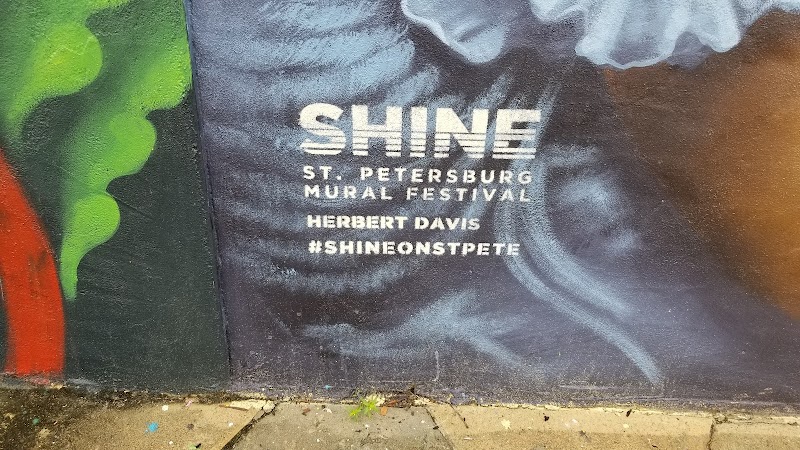 SHINE
ST. PETERSBURG
MURAL FESTIVAL
HERBERT DAVIS
#SHINEONSTPETE